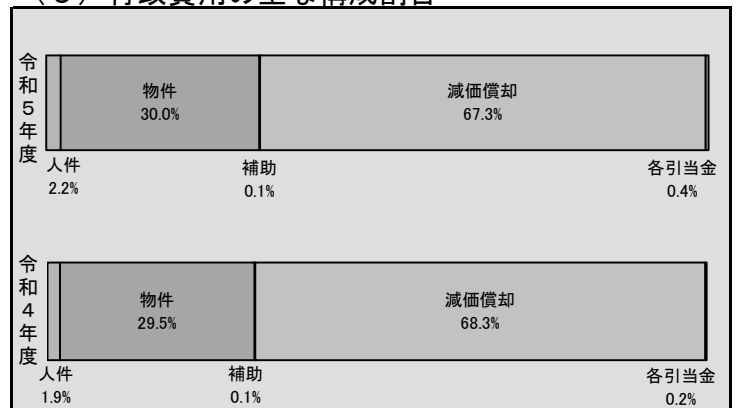 令和5年度
物件
30.0%
減価償却
67.3%
人件
2.2%
補助
0.1%
各引当金
0.4%
令和4年度
物件
29.5%
減価償却
68.3%
人件
1.9%
補助
0.1%
各引当金
0.2%